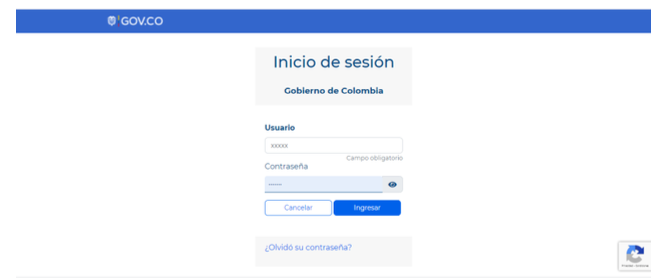 GOV.CO
Inicio de sesión
Gobierno de Colombia
Usuario
xxxxx
Campo obligatorio
Contraseña
······
Cancelar
Ingresar
¿Olvidó su contraseña?